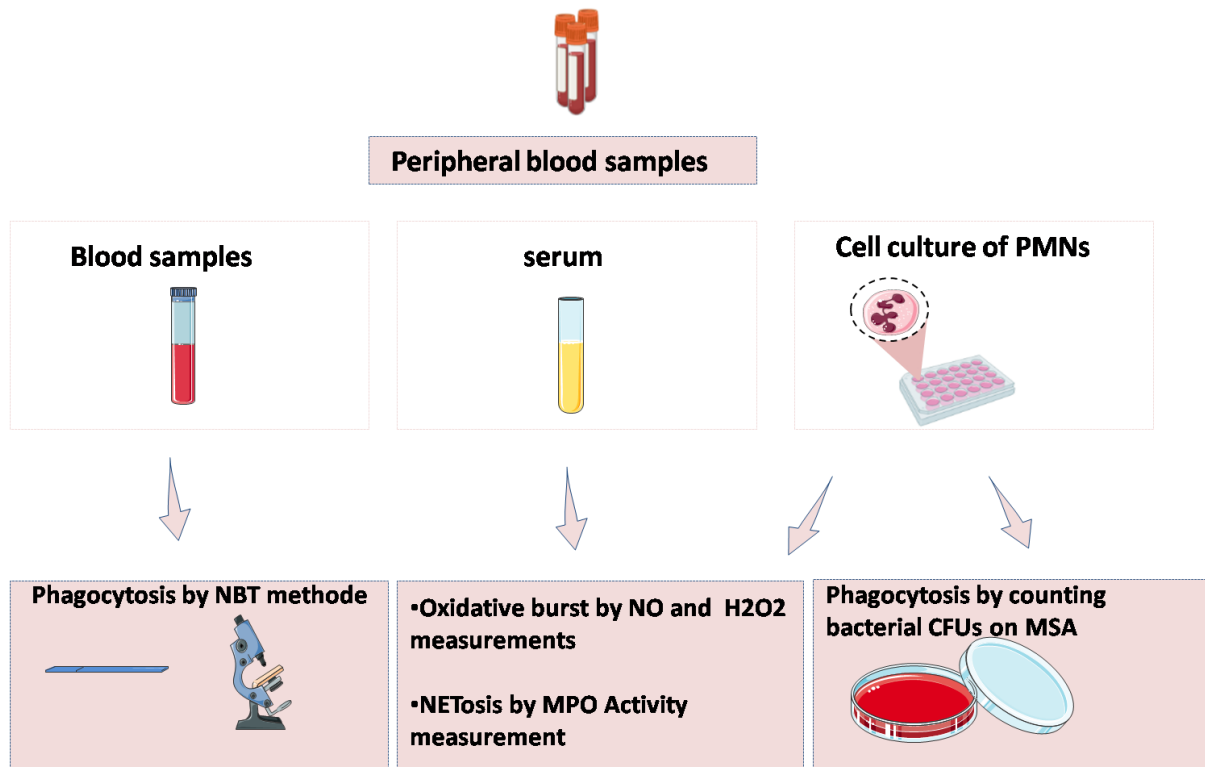 Peripheral blood samples
Blood samples
serum
Cell culture of PMNs
Phagocytosis by NBT methode
•Oxidative burst by NO and H2O2
measurements
•NETosis by MPO Activity
measurement
Phagocytosis by counting
bacterial CFUs on MSA